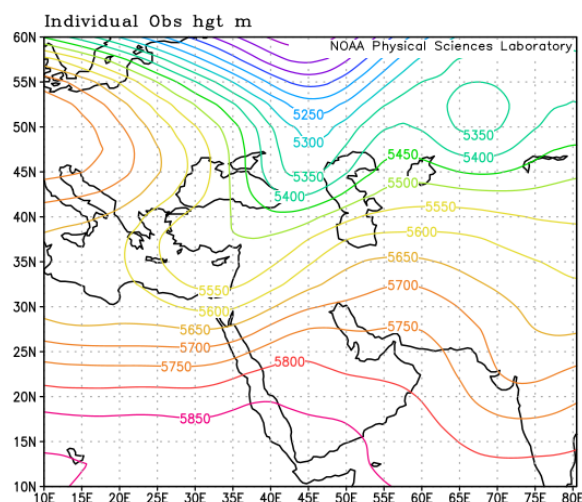 Individual Obs hgt m
NOAA Physical Sciences Laboratory
60N
55N
50N
45N
40N
35N
30N
25N
20N
15N
10N
5250
5300
5350
5400
5350
5400
5450
5500
5550
5600
5650
5700
5750
5550
5600
5650
5700
5750
5800
5850
10E 15E 20E 25E 30E 35E 40E 45E 50E 55E 60E 65E 70E 75E 80E